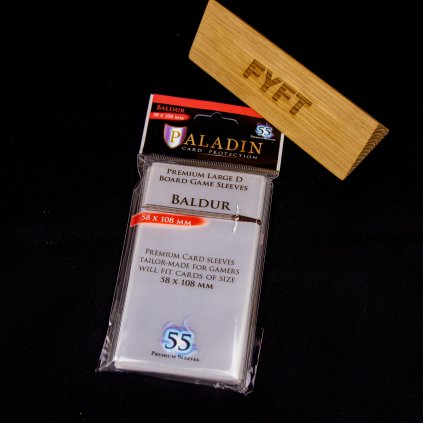 FYFT
BALDUR
58 X 108 MM
55
PALADIN
CARD PROTECTION
PREMIUM LARGE D
BOARD GAME SLEEVES
BALDUR
58 X 108 MM
PREMIUM CARD SLEEVES
TAILOR-MADE FOR GAMERS
WILL FIT CARDS OF SIZE
58 X 108 MM
55
PREMIUM SLEEVES